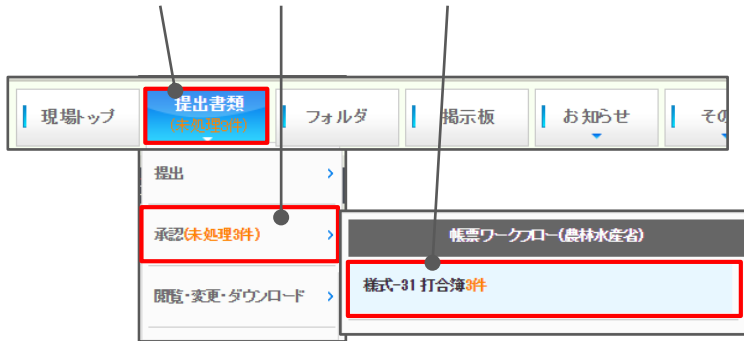 現場トップ
提出書類
(未処理3件)
フォルダ
掲示板
お知らせ
その
提出
承認(未処理3件)
帳票ワークフロー(農林水産省)
様式-31 打合簿3件
閲覧・変更・ダウンロード